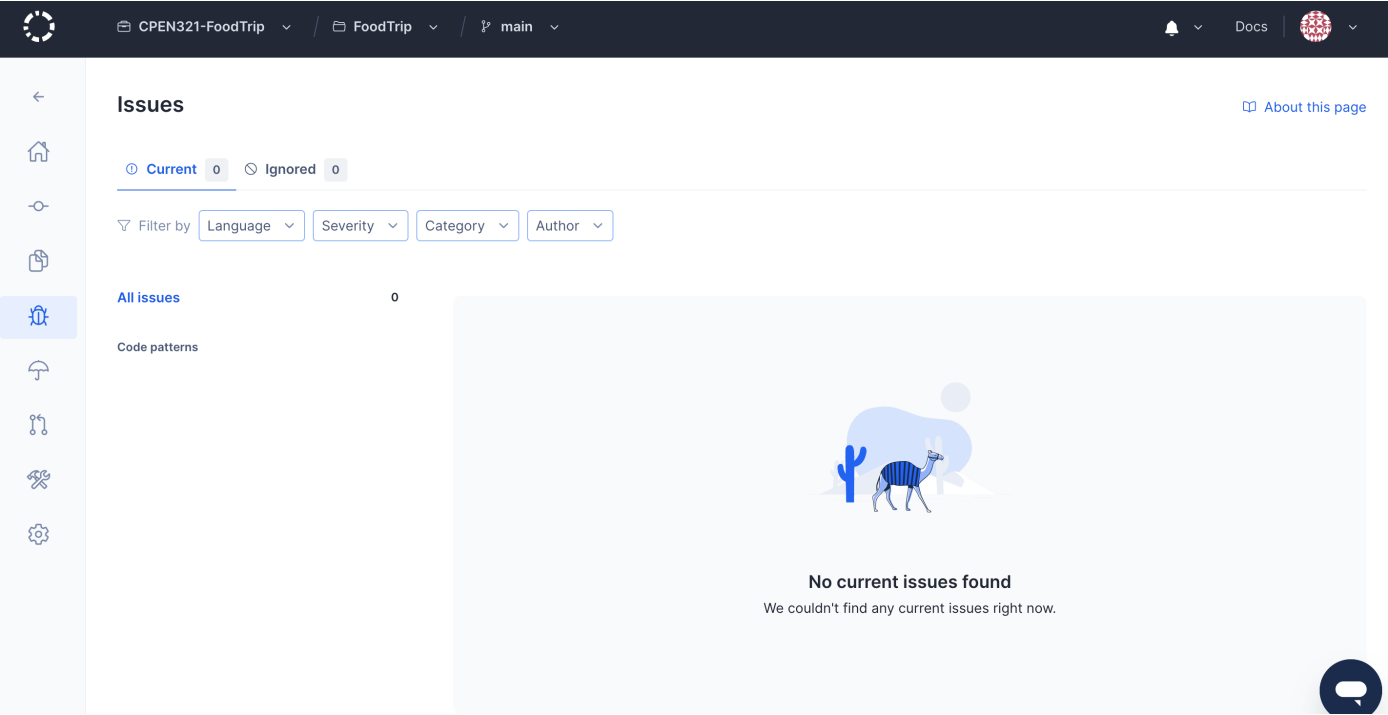 CPEN321-FoodTrip / FoodTrip / main Docs
Issues
About this page
Current 0 Ignored 0
Filter by Language Severity Category Author
All issues 0
Code patterns
No current issues found
We couldn't find any current issues right now.